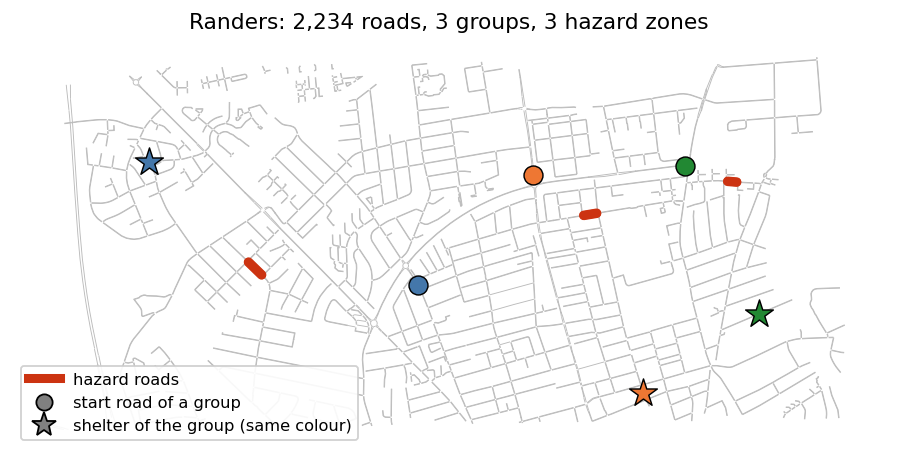 Randers: 2,234 roads, 3 groups, 3 hazard zones
hazard roads
start road of a group
shelter of the group (same colour)